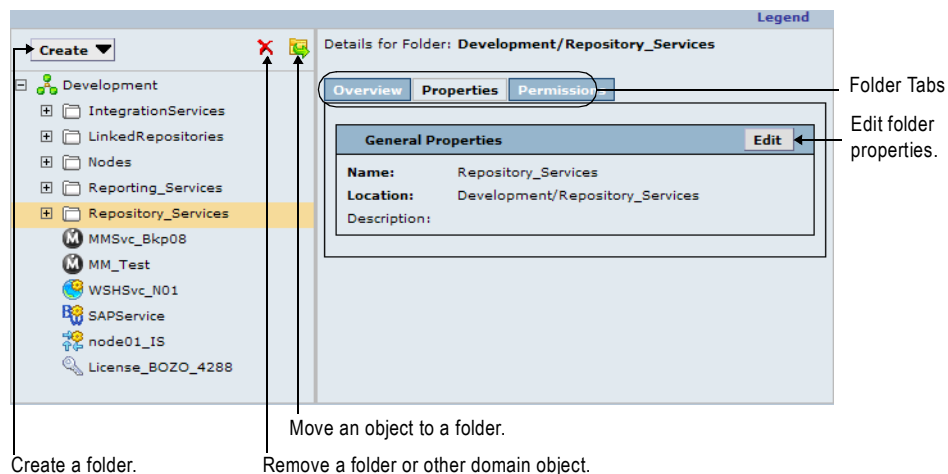 Legend
Create
Details for Folder: Development/Repository_Services
Development
IntegrationServices
LinkedRepositories
Nodes
Reporting_Services
Repository_Services
MMSvc_Bkp08
MM_Test
WSHSvc_N01
SAPService
node01_IS
License_BOZO_4288
Overview Properties Permissions
General Properties Edit
Name: Repository_Services
Location: Development/Repository_Services
Description:
Folder Tabs
Edit folder
properties.
Move an object to a folder.
Create a folder.
Remove a folder or other domain object.